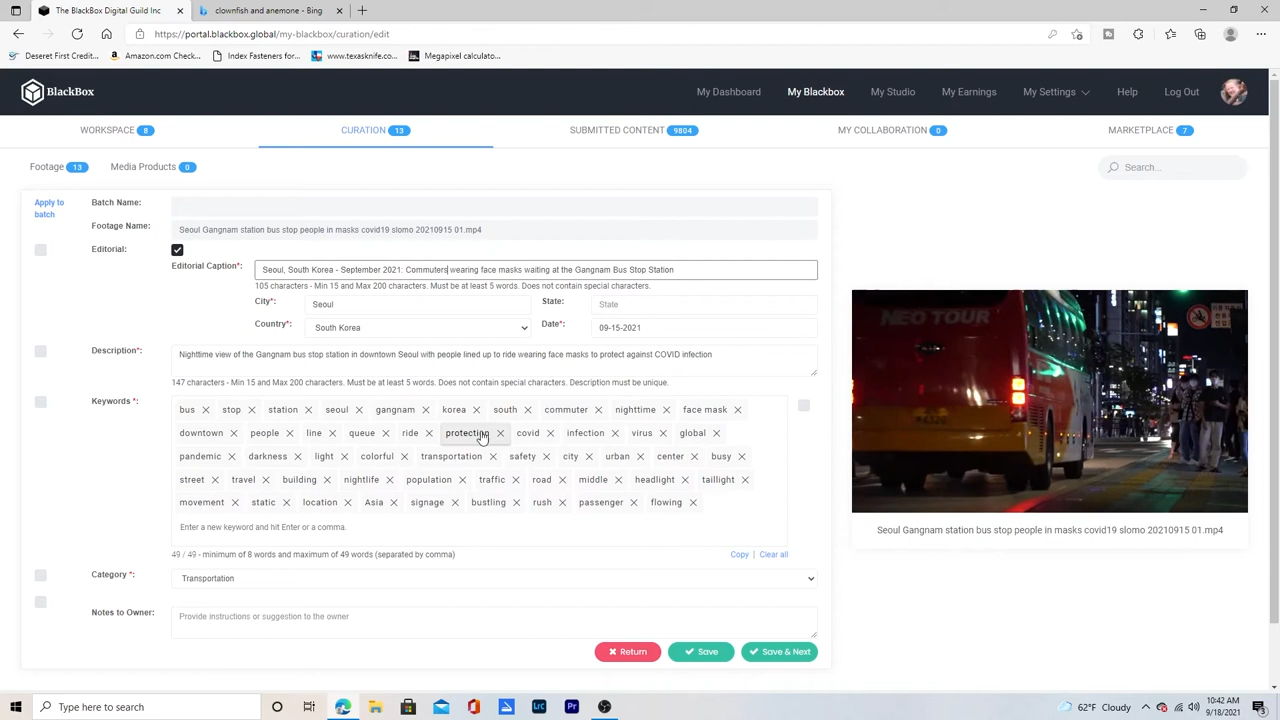 The BlackBox Digital Guild Inc
dlnon - BlackBox
https://portal.blackbox.global/my-blackbox/curation/edit
Deseret First Credit...
Amazon.com Check...
Index Fasteners for...
www.texasknife.co...
Megapixel calculato...
BlackBox
My Dashboard
My Blackbox
My Studio
My Earnings
My Settings
Help
Log Out
WORKSPACE 8
CURATION 13
SUBMITTED CONTENT 9804
MY COLLABORATION 0
MARKETPLACE 7
Footage 13
Media Products 0
Search...
Apply to batch
Batch Name:
Footage Name: Seoul Gangnam station bus stop people in masks covid19 slomo 20210915 01.mp4
Editorial:
Editorial Caption*: Seoul, South Korea - September 2021: Commuters wearing face masks waiting at the Gangnam Bus Stop Station
105 characters - Min 15 and Max 200 characters. Must be at least 5 words. Does not contain special characters.
City*: Seoul State: State
Country*: South Korea Date*: 09-15-2021
Description*: Nighttime view of the Gangnam bus stop station in downtown Seoul with people lined up to ride wearing face masks to protect against COVID infection
147 characters - Min 15 and Max 200 characters. Must be at least 5 words. Does not contain special characters. Description must be unique.
Keywords *: bus stop station seoul gangnam korea south commuter nighttime face mask
downtown people line queue ride protecting covid infection virus global
pandemic darkness light colorful transportation safety city urban center busy
street travel building nightlife population traffic road middle headlight taillight
movement static location Asia signage bustling rush passenger flowing
Enter a new keyword and hit Enter or a comma.
49 / 49 - minimum of 8 words and maximum of 49 words (separated by comma)
Copy | Clear all
Category *: Transportation
Notes to Owner: Provide instructions or suggestion to the owner
Return
Save
Save & Next
NEO TOUR
Seoul Gangnam station bus stop people in masks covid19 slomo 20210915 01.mp4
Type here to search
Lrc
Pr
62°F Cloudy
10:42 AM
9/18/2021
3